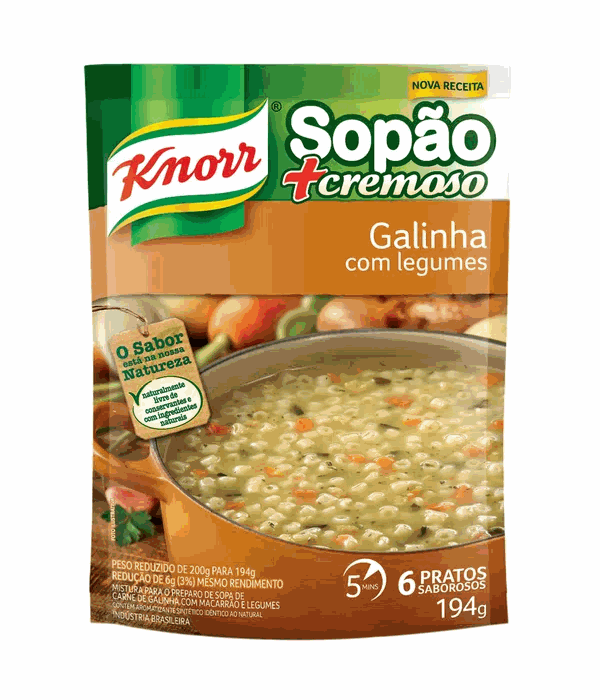 NOVA RECEITA
Knorr®
Sopão
+cremoso
Galinha
com legumes
O Sabor
está na nossa
Natureza
naturalmente
livre de
conservantes e
com ingredientes
naturais
PESO REDUZIDO DE 200g PARA 194g
REDUÇÃO DE 6g (3%) MESMO RENDIMENTO
MISTURA PARA O PREPARO DE SOPA DE
CARNE DE GALINHA COM MACARRÃO E LEGUMES
CONTÉM AROMATIZANTE SINTÉTICO IDÊNTICO AO NATURAL
INDÚSTRIA BRASILEIRA
5 MINS
6 PRATOS
SABOROSOS
194g